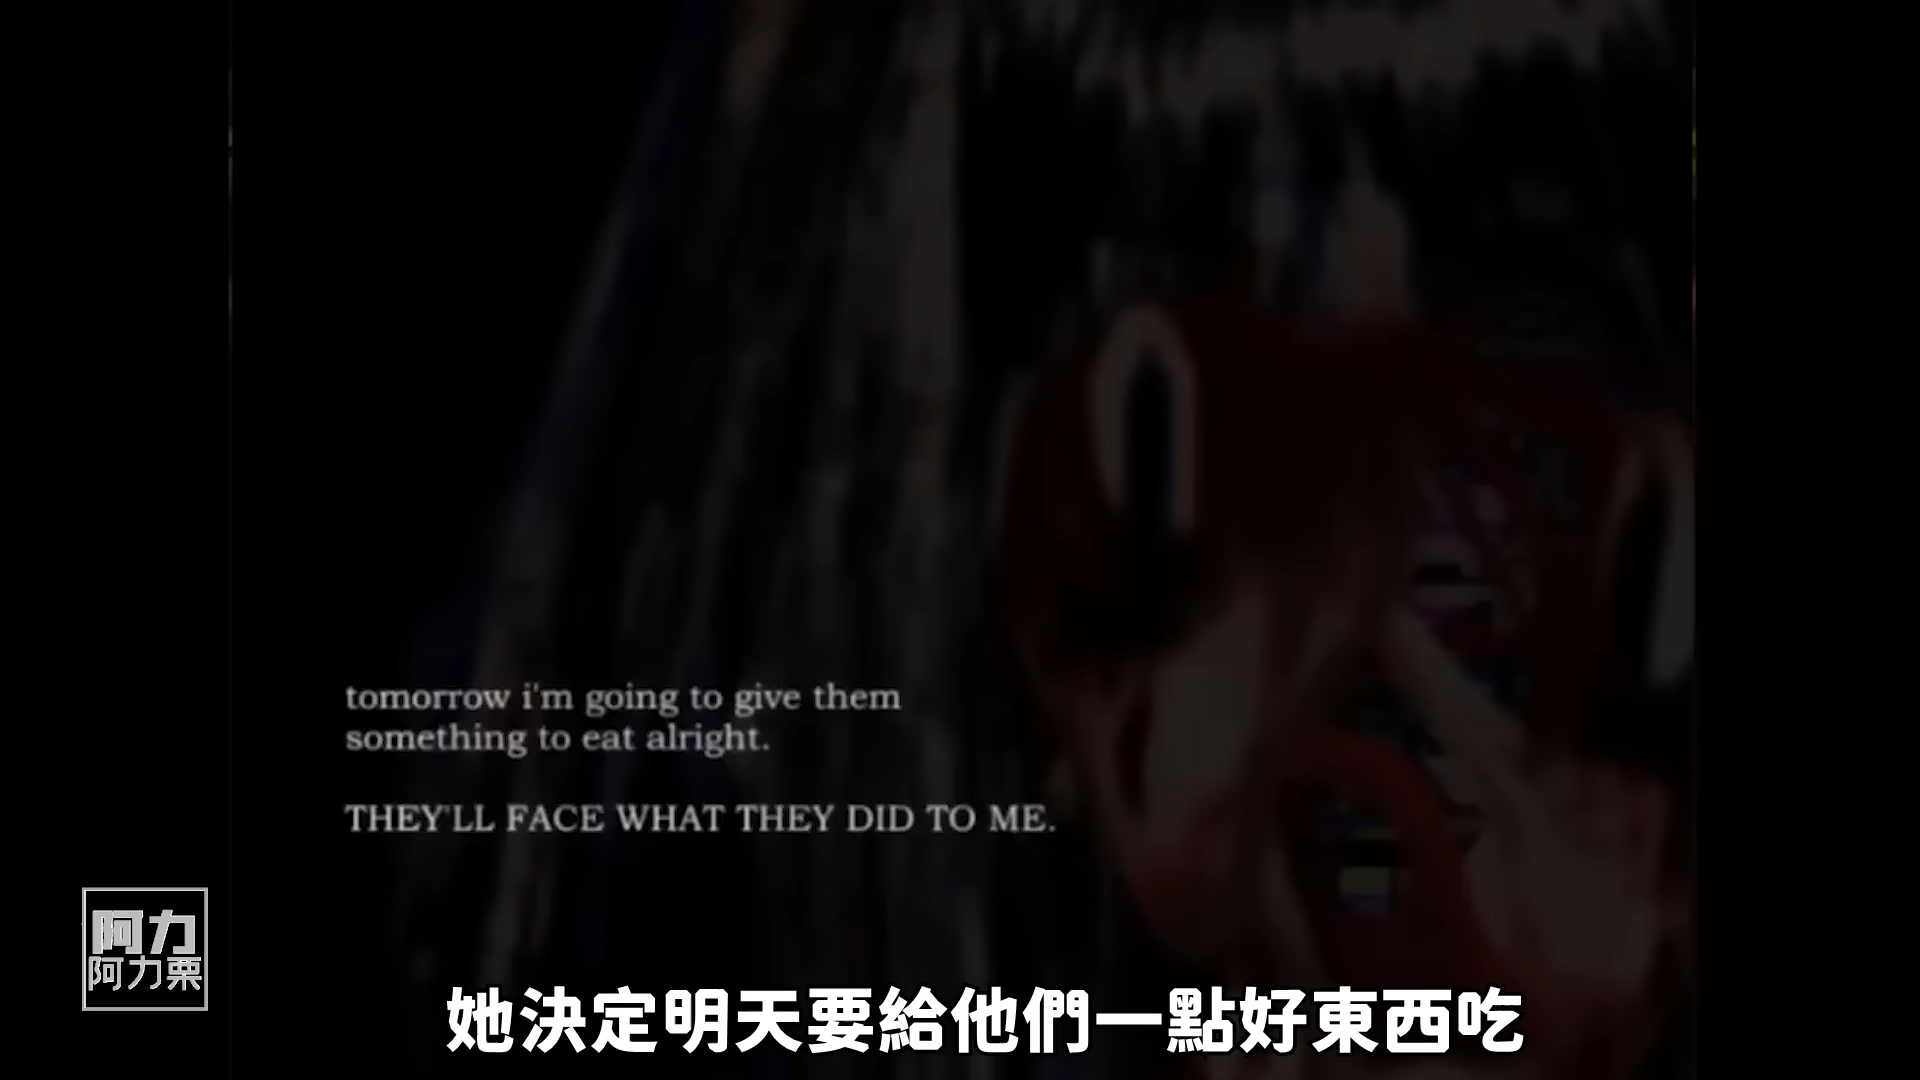 tomorrow i'm going to give them
something to eat alright.
THEY'LL FACE WHAT THEY DID TO ME.
阿力
阿力栗
她決定明天要給他們一點好東西吃